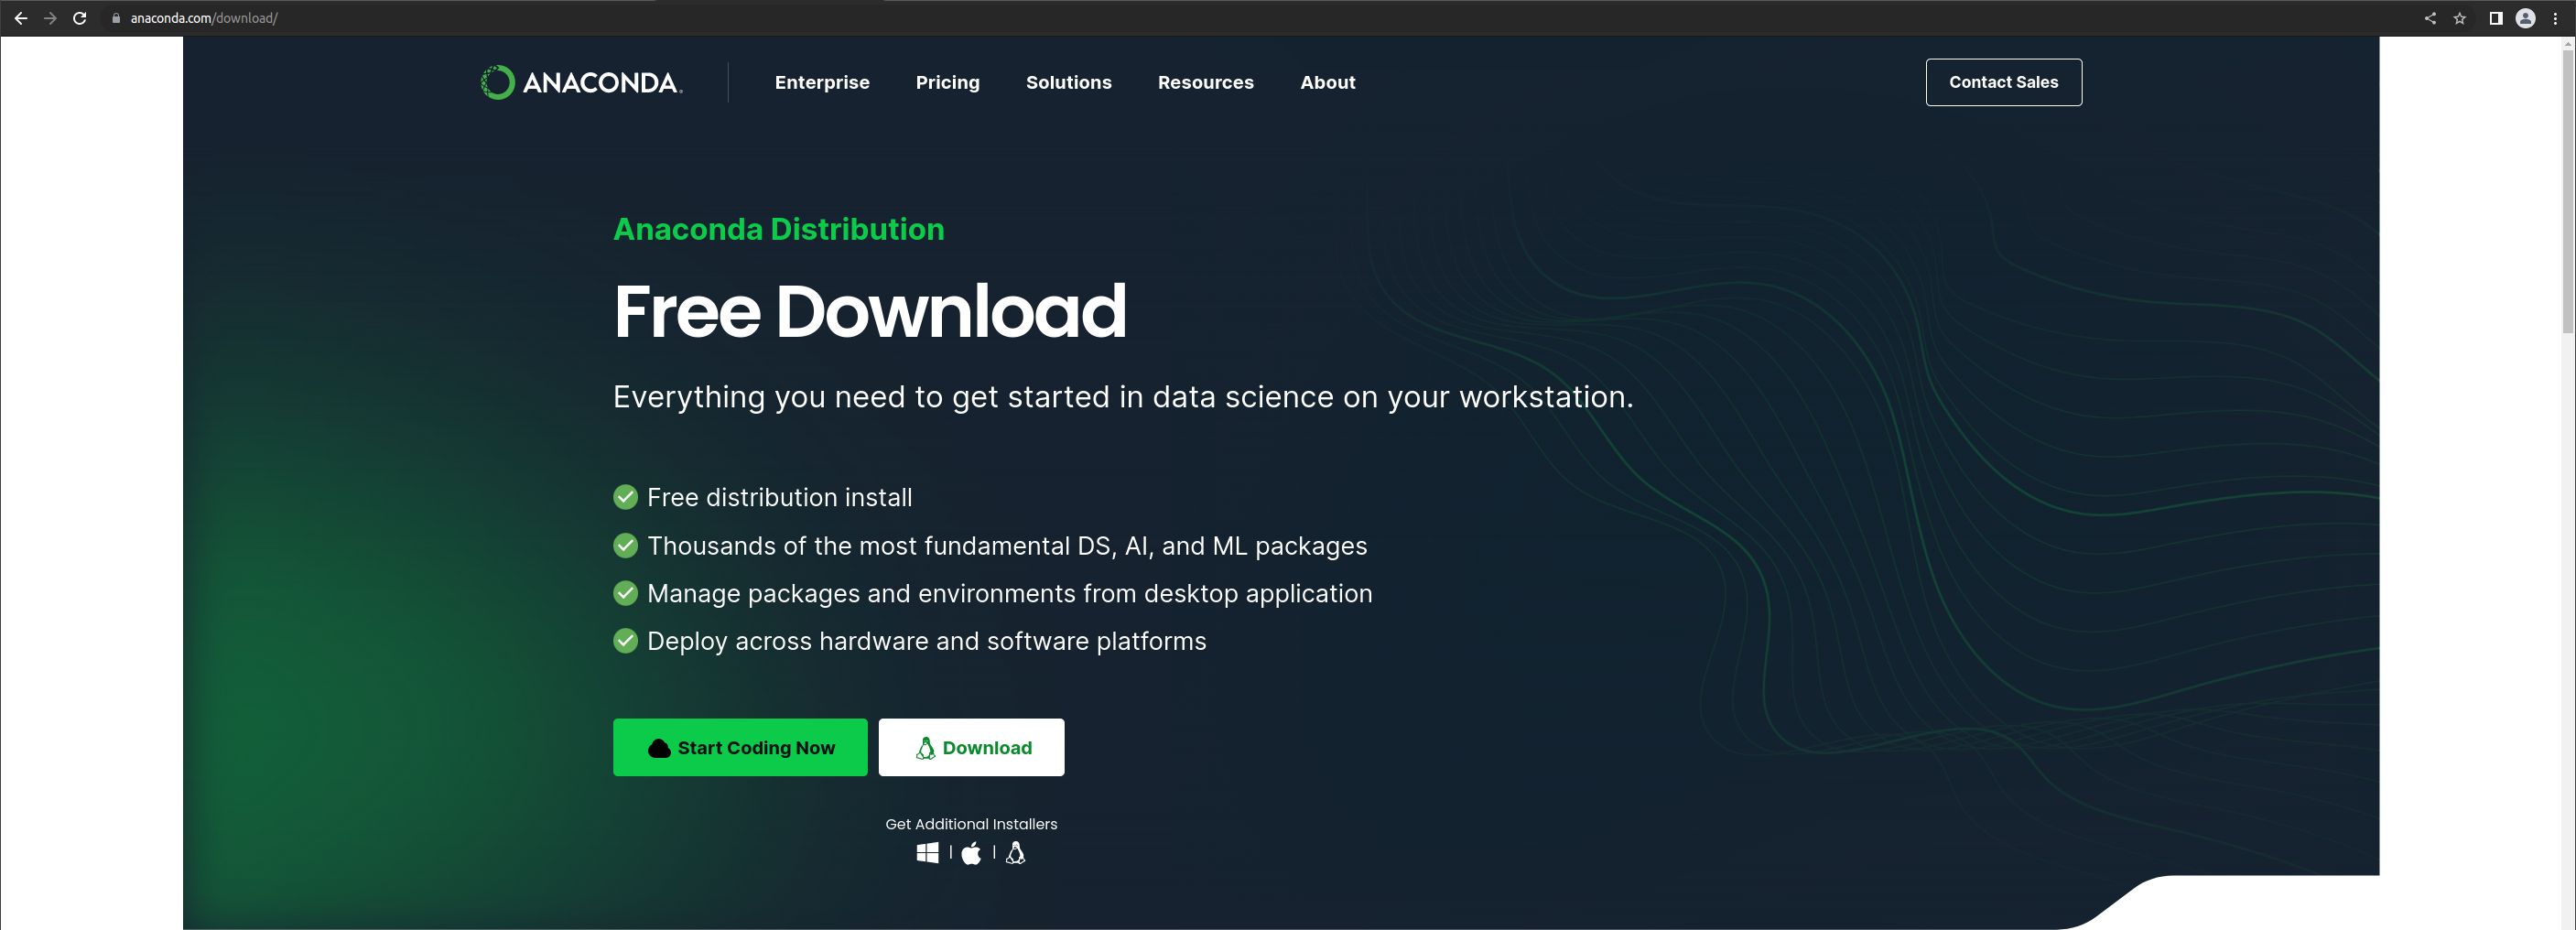 anaconda.com/download/
ANACONDA.
Enterprise Pricing Solutions Resources About
Contact Sales
Anaconda Distribution
Free Download
Everything you need to get started in data science on your workstation.
Free distribution install
Thousands of the most fundamental DS, AI, and ML packages
Manage packages and environments from desktop application
Deploy across hardware and software platforms
Start Coding Now
Download
Get Additional Installers